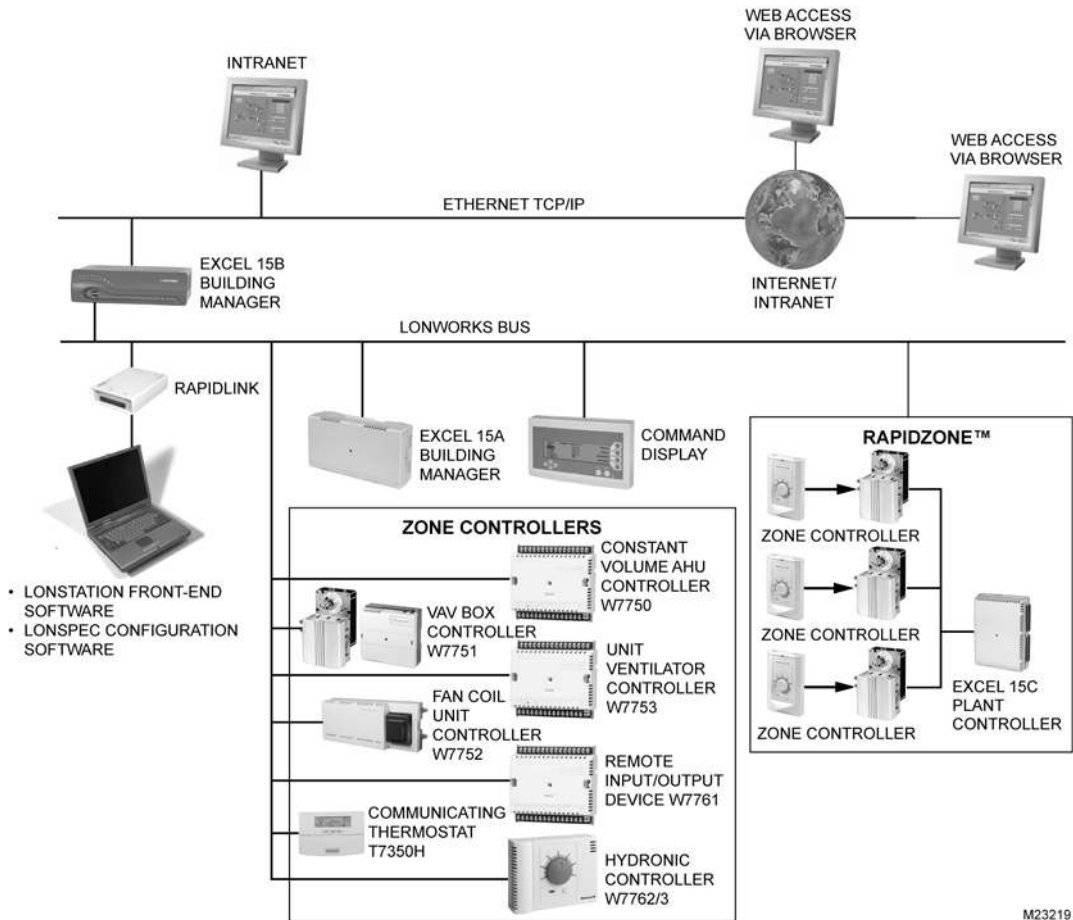 WEB ACCESS
VIA BROWSER
INTRANET
WEB ACCESS
VIA BROWSER
ETHERNET TCP/IP
EXCEL 15B
BUILDING
MANAGER
INTERNET/
INTRANET
LONWORKS BUS
RAPIDLINK
EXCEL 15A
BUILDING
MANAGER
COMMAND
DISPLAY
• LONSTATION FRONT-END
SOFTWARE
• LONSPEC CONFIGURATION
SOFTWARE
ZONE CONTROLLERS
CONSTANT
VOLUME AHU
CONTROLLER
W7750
VAV BOX
CONTROLLER
W7751
UNIT
VENTILATOR
CONTROLLER
W7753
FAN COIL
UNIT
CONTROLLER
W7752
REMOTE
INPUT/OUTPUT
DEVICE W7761
COMMUNICATING
THERMOSTAT
T7350H
HYDRONIC
CONTROLLER
W7762/3
RAPIDZONE™
ZONE CONTROLLER
ZONE CONTROLLER
ZONE CONTROLLER
EXCEL 15C
PLANT
CONTROLLER
M23219